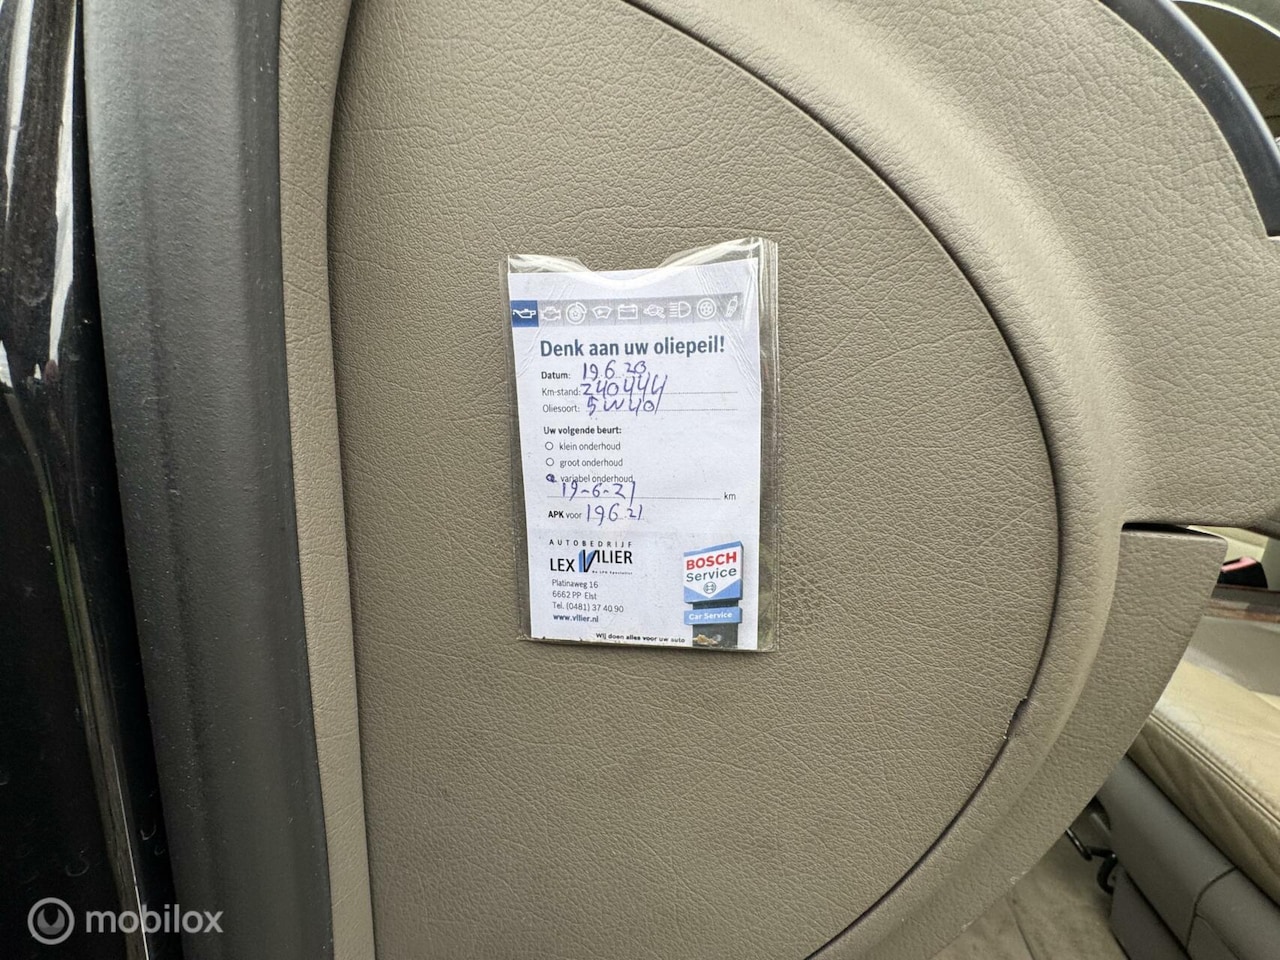 Denk aan uw oliepeil!
Datum: 19 6 20
Km-stand: 240444
Oliesoort: 5W40
Uw volgende beurt:
klein onderhoud
groot onderhoud
variabel onderhoud
19-6-21 km
APK voor 19 6 21
AUTOBEDRIJF
LEX VILIER
Platinaweg 16
6662 PP Elst
Tel. (0481) 37 40 90
www.vilier.nl
BOSCH
Service
Car Service
Wij doen alles voor uw auto
mobilox